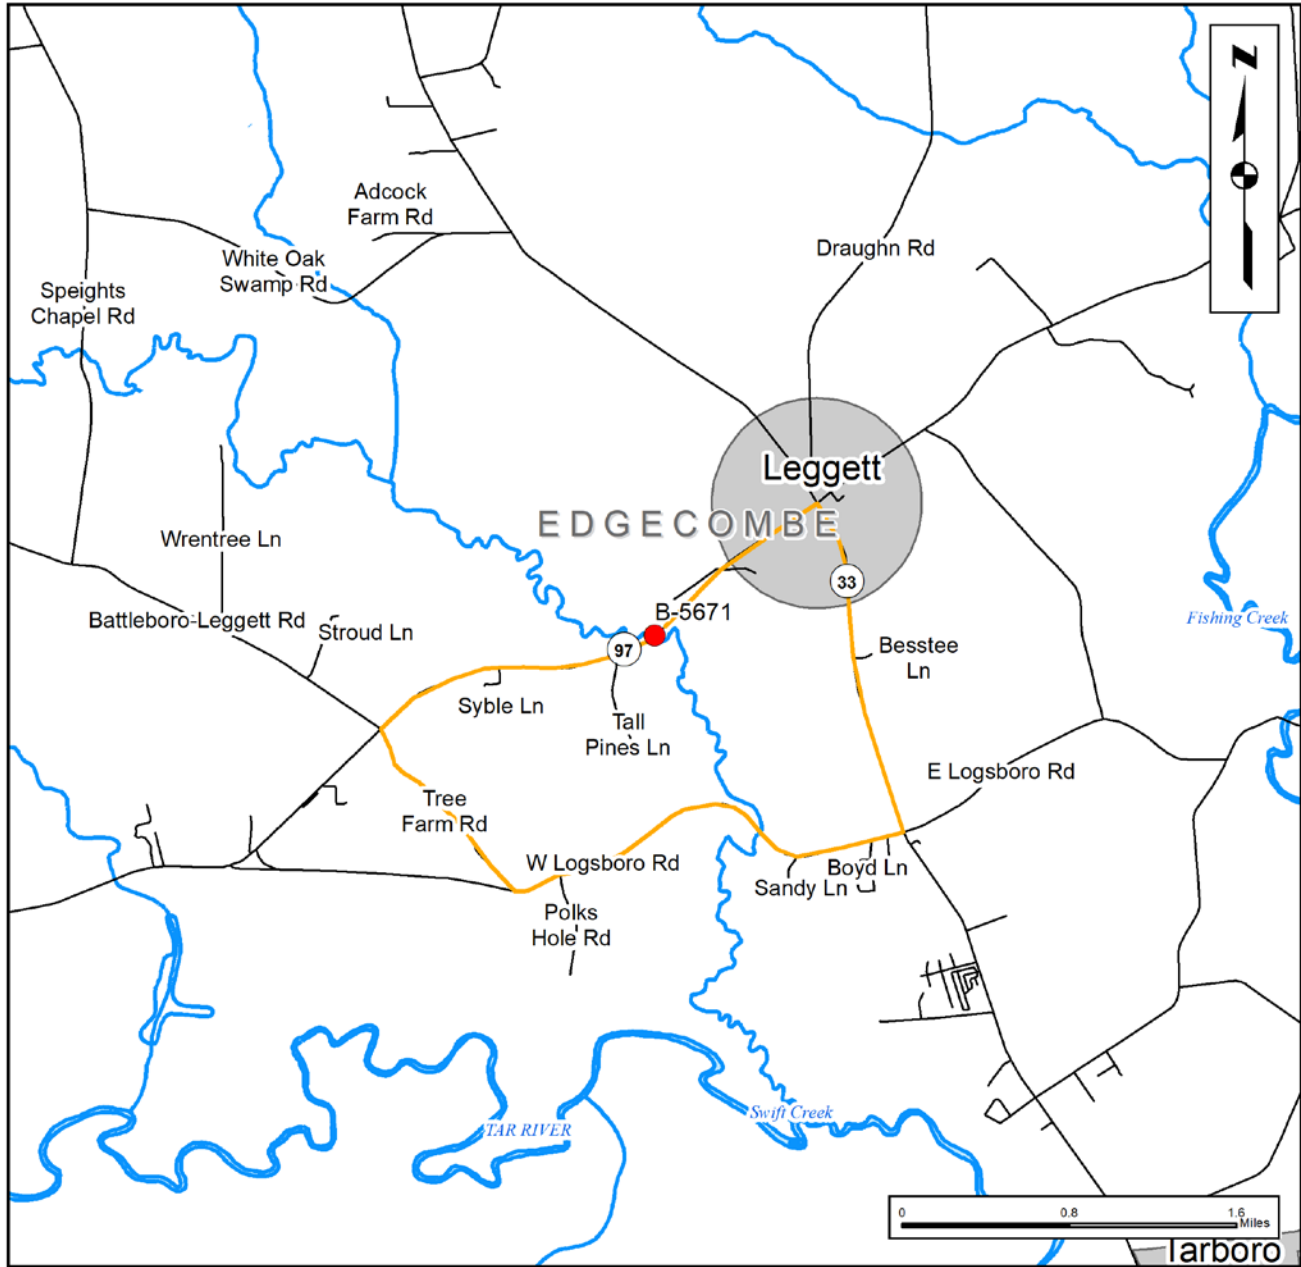 N
Adcock
Farm Rd
Draughn Rd
White Oak
Swamp Rd
Speights
Chapel Rd
Leggett
EDGECOMBE
Wrentree Ln
33
Battleboro-Leggett Rd
B-5671
Fishing Creek
Stroud Ln
97
Besstee
Ln
Syble Ln
Tall
Pines Ln
E Logsboro Rd
Tree
Farm Rd
W Logsboro Rd
Boyd Ln
Sandy Ln
Polks
Hole Rd
Swift Creek
TAR RIVER
0 0.8 1.6
Miles
Tarboro